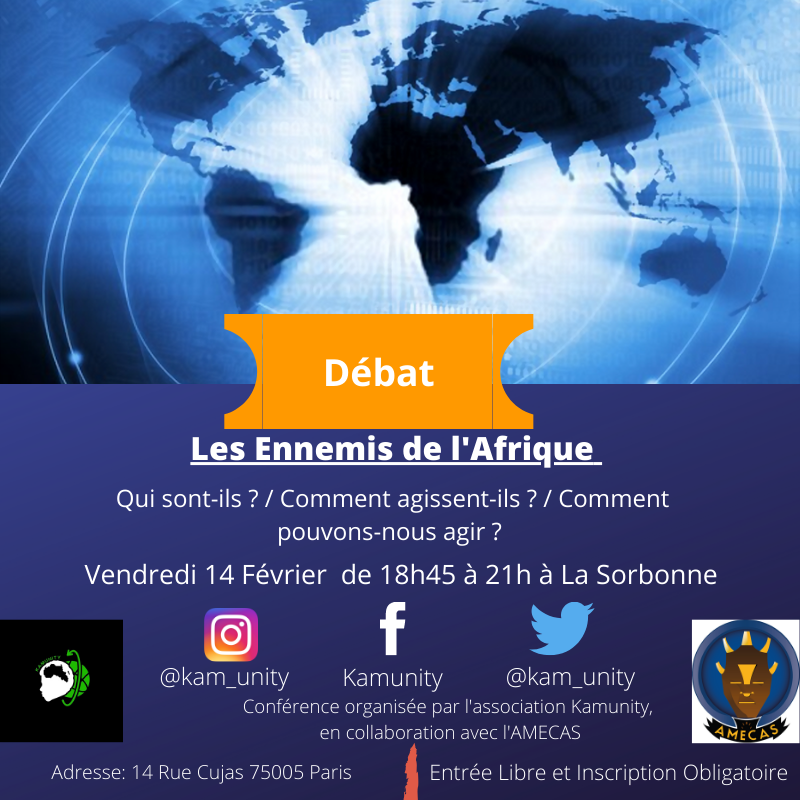 Débat
Les Ennemis de l'Afrique
Qui sont-ils ? / Comment agissent-ils ? / Comment
pouvons-nous agir ?
Vendredi 14 Février de 18h45 à 21h à La Sorbonne
@kam_unity
Kamunity
@kam_unity
Conférence organisée par l'association Kamunity,
en collaboration avec l'AMECAS
AMECAS
Adresse: 14 Rue Cujas 75005 Paris
Entrée Libre et Inscription Obligatoire